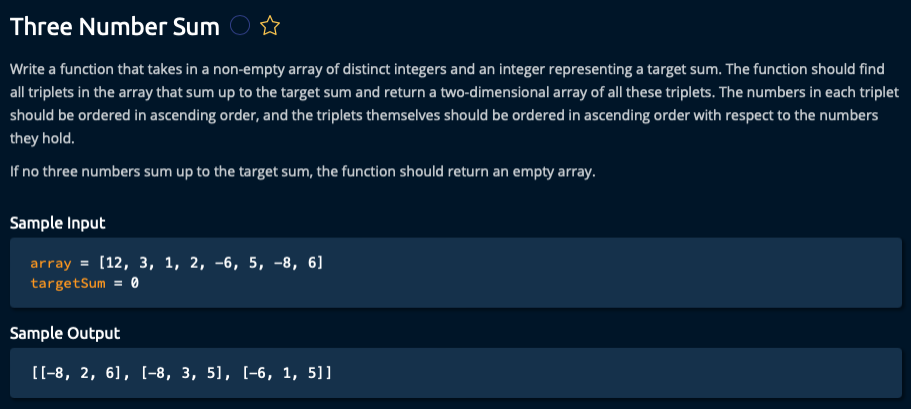 Three Number Sum
Write a function that takes in a non-empty array of distinct integers and an integer representing a target sum. The function should find
all triplets in the array that sum up to the target sum and return a two-dimensional array of all these triplets. The numbers in each triplet
should be ordered in ascending order, and the triplets themselves should be ordered in ascending order with respect to the numbers
they hold.
If no three numbers sum up to the target sum, the function should return an empty array.
Sample Input
array = [12, 3, 1, 2, -6, 5, -8, 6]
targetSum = 0
Sample Output
[[-8, 2, 6], [-8, 3, 5], [-6, 1, 5]]